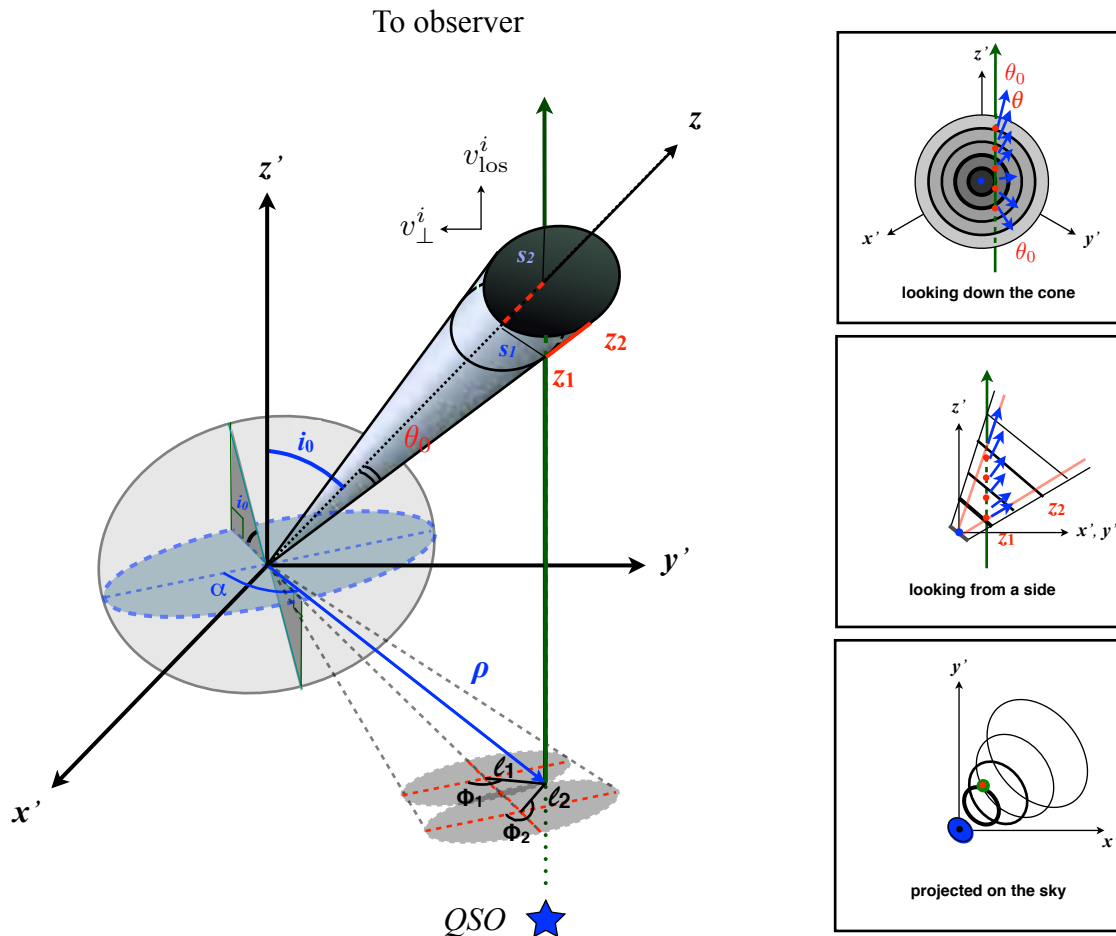 To observer
z'
z
v^i_los
v^i_⊥
s2
s1
z2
z1
i0
θ0
i0
y'
α
ρ
x'
ℓ1
Φ1
ℓ2
Φ2
QSO
z'
θ0
θ
x'
y'
θ0
looking down the cone
z'
z2
z1
x', y'
looking from a side
y'
x
projected on the sky